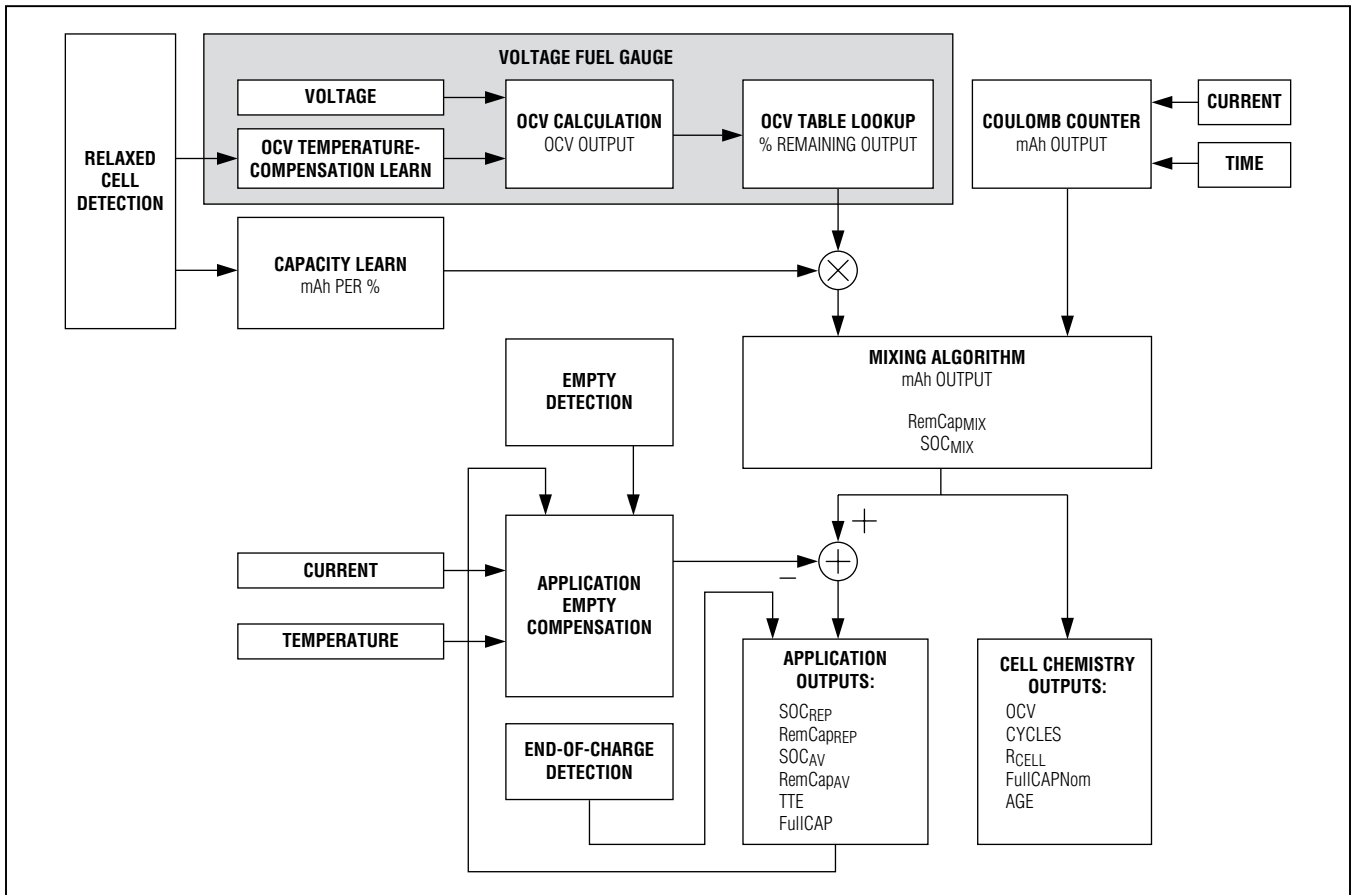 VOLTAGE FUEL GAUGE
RELAXED
CELL
DETECTION
VOLTAGE
OCV TEMPERATURE-
COMPENSATION LEARN
OCV CALCULATION
OCV OUTPUT
OCV TABLE LOOKUP
% REMAINING OUTPUT
COULOMB COUNTER
mAh OUTPUT
CURRENT
TIME
CAPACITY LEARN
mAh PER %
×
MIXING ALGORITHM
mAh OUTPUT
RemCapMIX
SOCMIX
EMPTY
DETECTION
CURRENT
TEMPERATURE
APPLICATION
EMPTY
COMPENSATION
+
+
–
END-OF-CHARGE
DETECTION
APPLICATION
OUTPUTS:
SOCREP
RemCapREP
SOCAV
RemCapAV
TTE
FullCAP
CELL CHEMISTRY
OUTPUTS:
OCV
CYCLES
RCELL
FullCAPNom
AGE